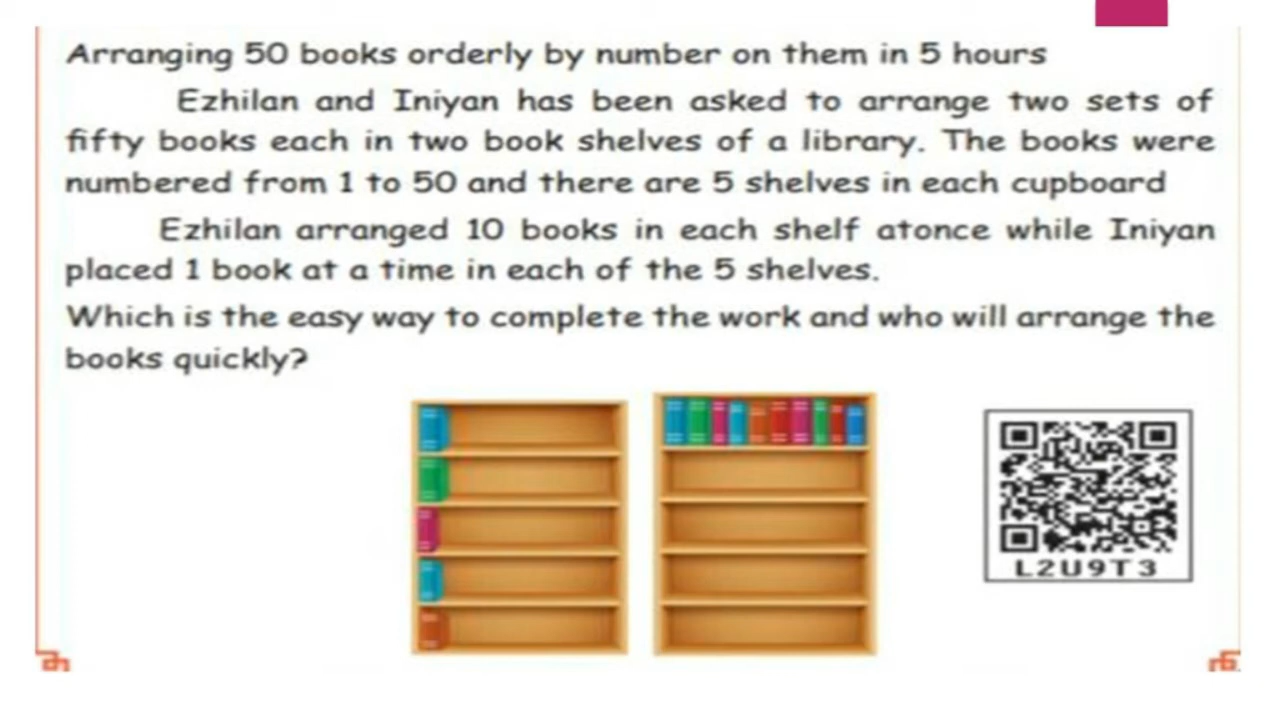 Arranging 50 books orderly by number on them in 5 hours
Ezhilan and Iniyan has been asked to arrange two sets of
fifty books each in two book shelves of a library. The books were
numbered from 1 to 50 and there are 5 shelves in each cupboard
Ezhilan arranged 10 books in each shelf atonce while Iniyan
placed 1 book at a time in each of the 5 shelves.
Which is the easy way to complete the work and who will arrange the
books quickly?
L2U9T3